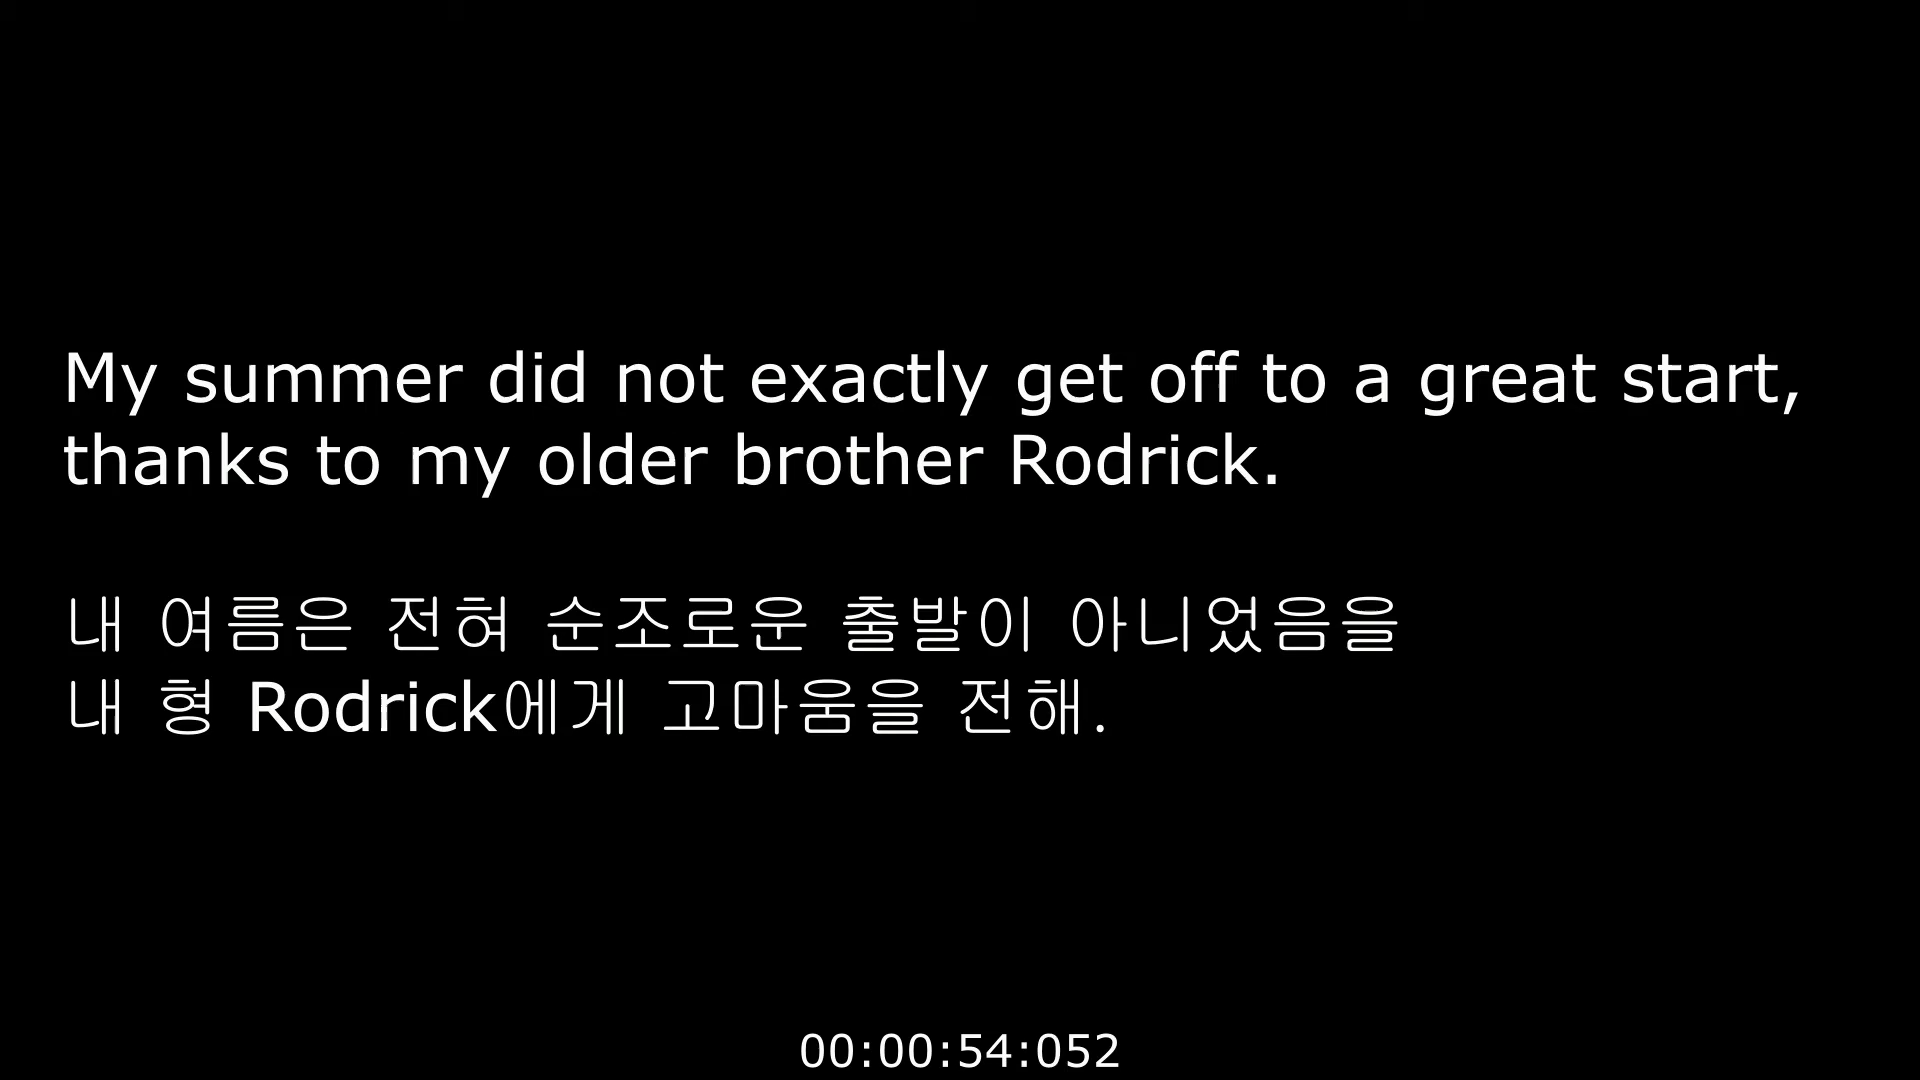 My summer did not exactly get off to a great start,
thanks to my older brother Rodrick.
내 여름은 전혀 순조로운 출발이 아니었음을
내 형 Rodrick에게 고마움을 전해.
00:00:54:052